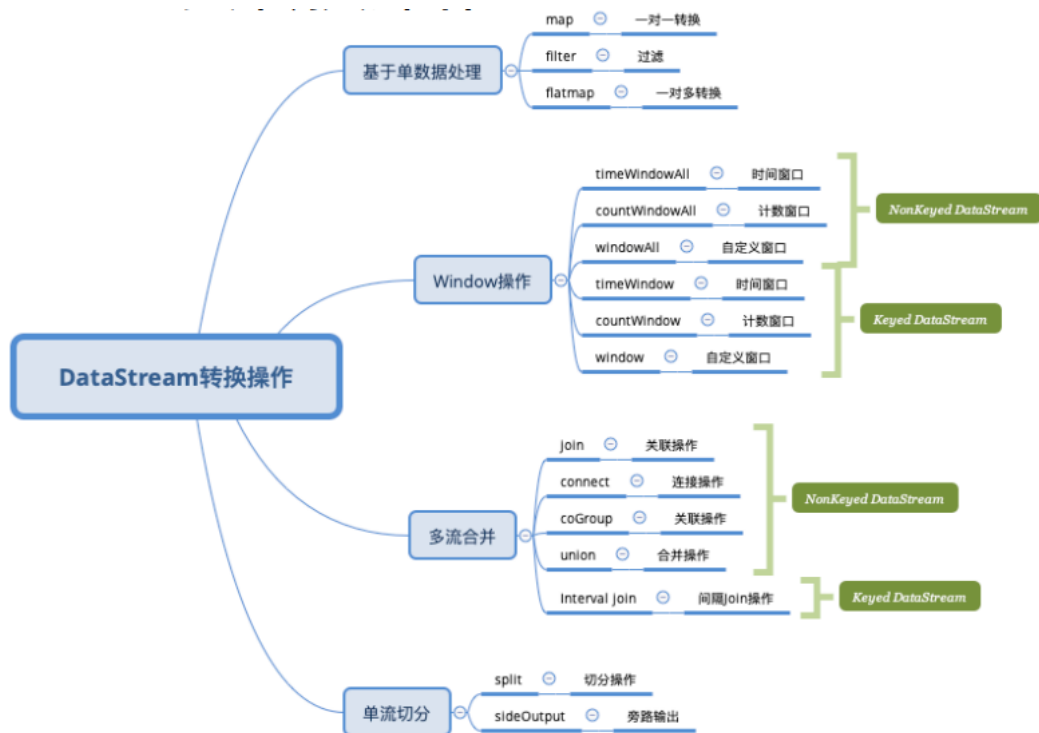 基于单数据处理
map 一对一转换
filter 过滤
flatmap 一对多转换
Window操作
timeWindowAll 时间窗口
countWindowAll 计数窗口
windowAll 自定义窗口
NonKeyed DataStream
timeWindow 时间窗口
countWindow 计数窗口
window 自定义窗口
Keyed DataStream
DataStream转换操作
多流合并
join 关联操作
connect 连接操作
coGroup 关联操作
union 合并操作
NonKeyed DataStream
Interval join 间隔Join操作
Keyed DataStream
单流切分
split 切分操作
sideOutput 旁路输出